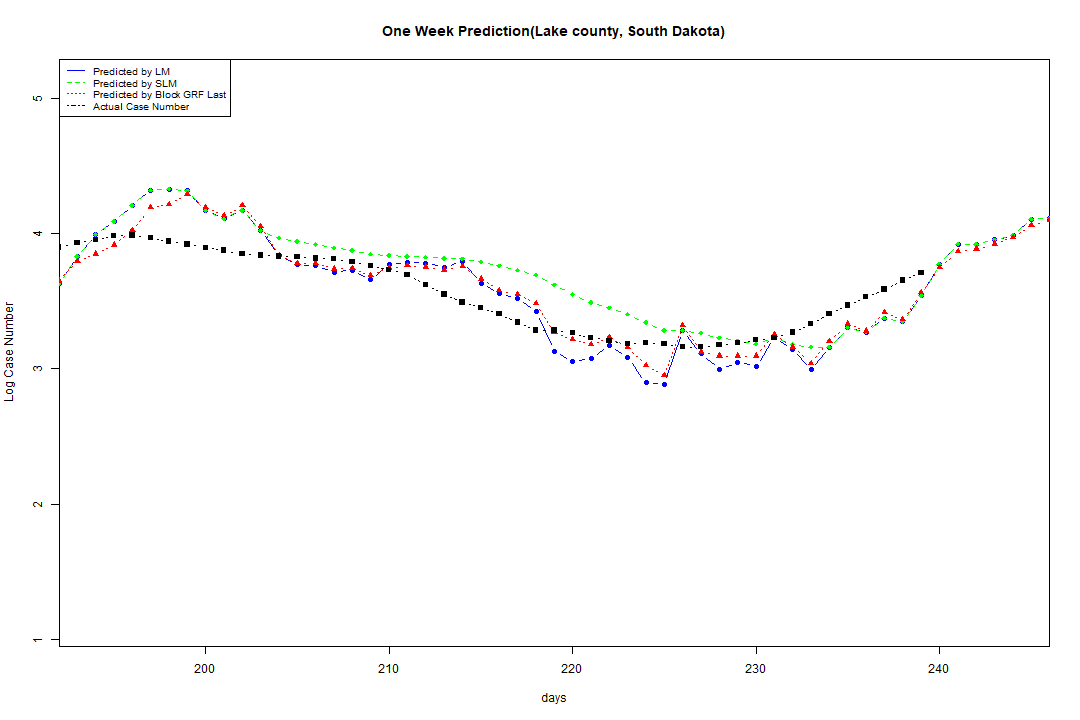 One Week Prediction(Lake county, South Dakota)
Predicted by LM
Predicted by SLM
Predicted by Block GRF Last
Actual Case Number
5
4
3
2
1
Log Case Number
200 210 220 230 240
days